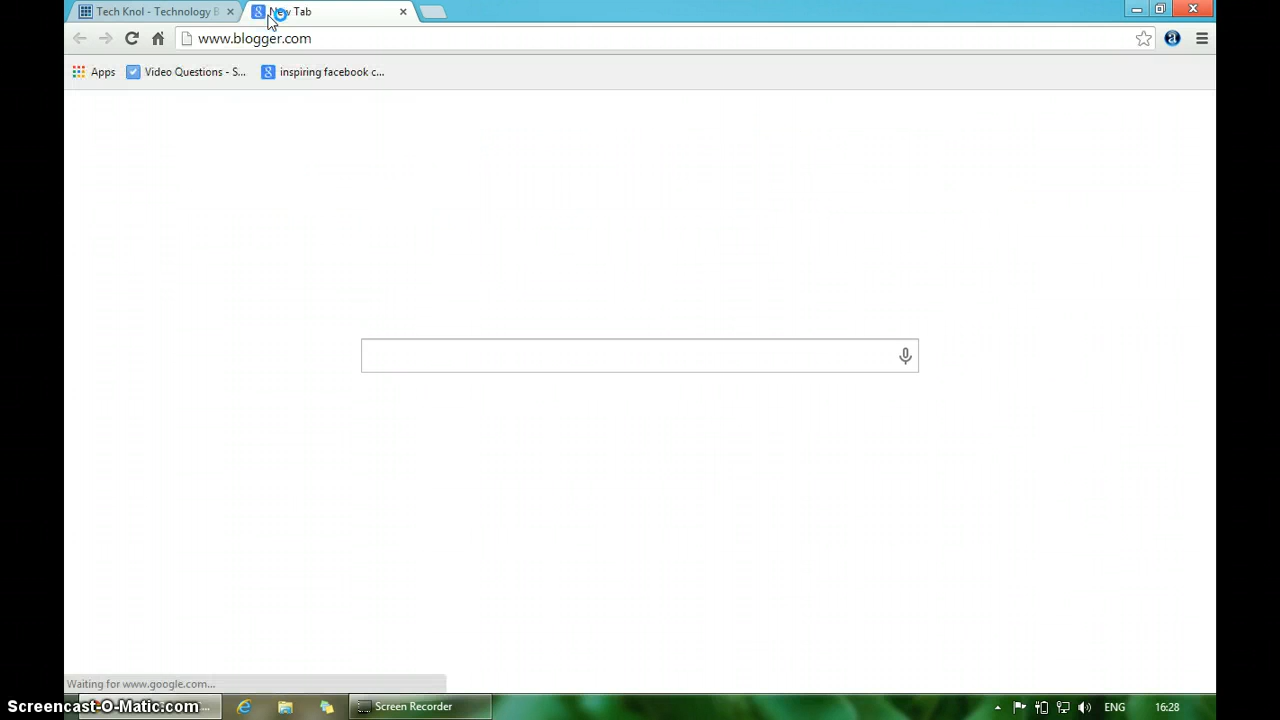 Tech Knol - Technology B
New Tab
www.blogger.com
Apps
Video Questions - S...
inspiring facebook c...
Waiting for www.google.com...
Screencast-O-Matic.com
Screen Recorder
ENG
16:28